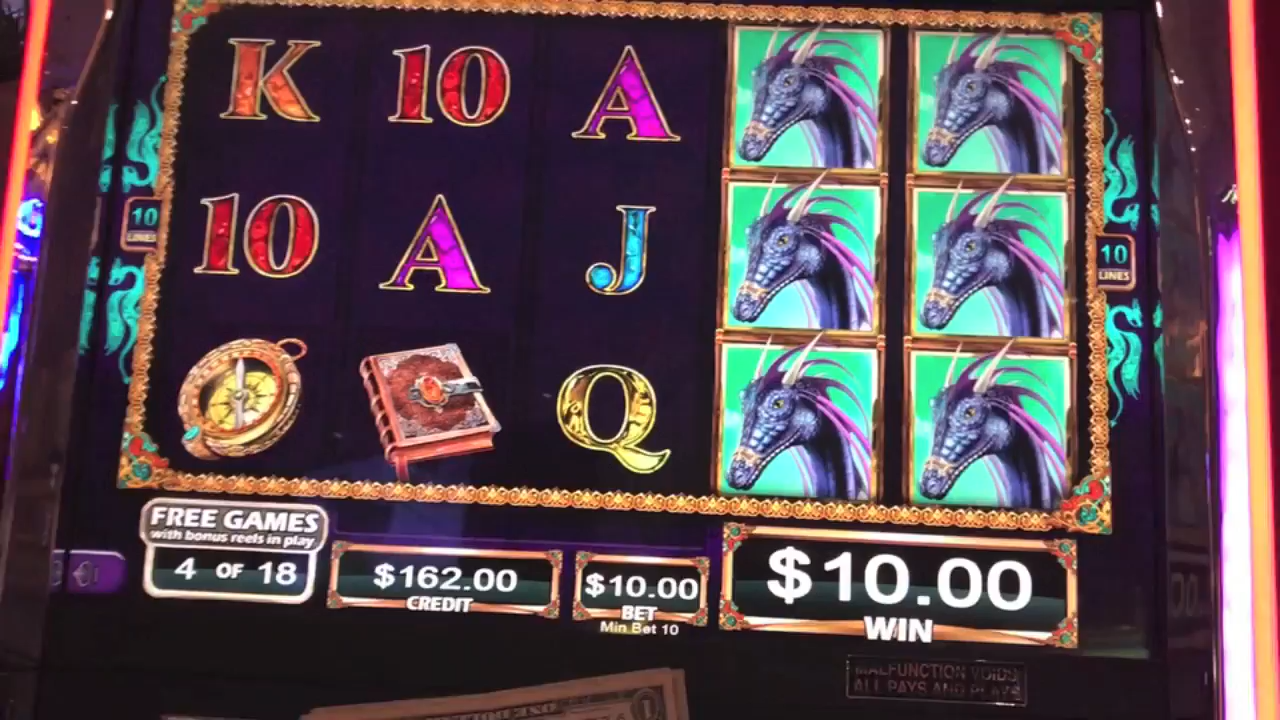 K 10 A
10
LINES
10 A J
10
LINES
Q
FREE GAMES
with bonus reels in play
4 OF 18
$162.00
CREDIT
$10.00
BET
Min Bet 10
$10.00
WIN
MALFUNCTION VOIDS
ALL PAYS AND PLAYS
1